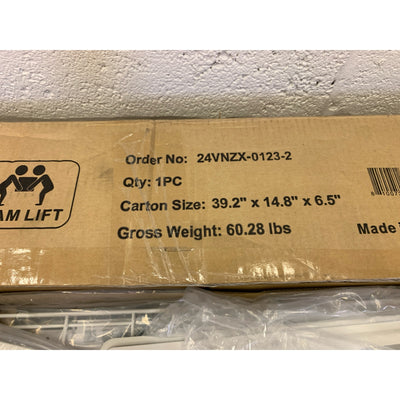 Order No: 24VNZX-0123-2
Qty: 1PC
Carton Size: 39.2" x 14.8" x 6.5"
AM LIFT
Gross Weight: 60.28 lbs
Made